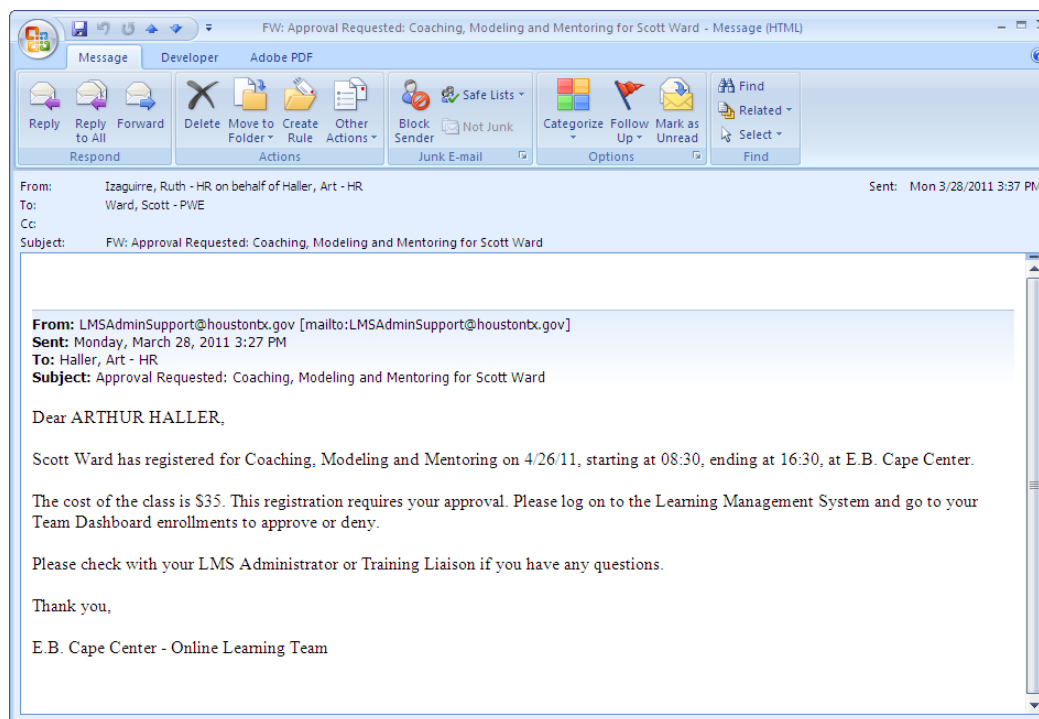 FW: Approval Requested: Coaching, Modeling and Mentoring for Scott Ward - Message (HTML)
Message Developer Adobe PDF
Reply Reply to All Forward Delete Move to Folder Create Rule Other Actions Block Sender Safe Lists Not Junk Categorize Follow Up Mark as Unread Find Related Select
Respond Actions Junk E-mail Options Find
From: Izaguirre, Ruth - HR on behalf of Haller, Art - HR Sent: Mon 3/28/2011 3:37 PM
To: Ward, Scott - PWE
Cc:
Subject: FW: Approval Requested: Coaching, Modeling and Mentoring for Scott Ward
From: LMSAdminSupport@houstontx.gov [mailto:LMSAdminSupport@houstontx.gov]
Sent: Monday, March 28, 2011 3:27 PM
To: Haller, Art - HR
Subject: Approval Requested: Coaching, Modeling and Mentoring for Scott Ward
Dear ARTHUR HALLER,
Scott Ward has registered for Coaching, Modeling and Mentoring on 4/26/11, starting at 08:30, ending at 16:30, at E.B. Cape Center.
The cost of the class is $35. This registration requires your approval. Please log on to the Learning Management System and go to your
Team Dashboard enrollments to approve or deny.
Please check with your LMS Administrator or Training Liaison if you have any questions.
Thank you,
E.B. Cape Center - Online Learning Team